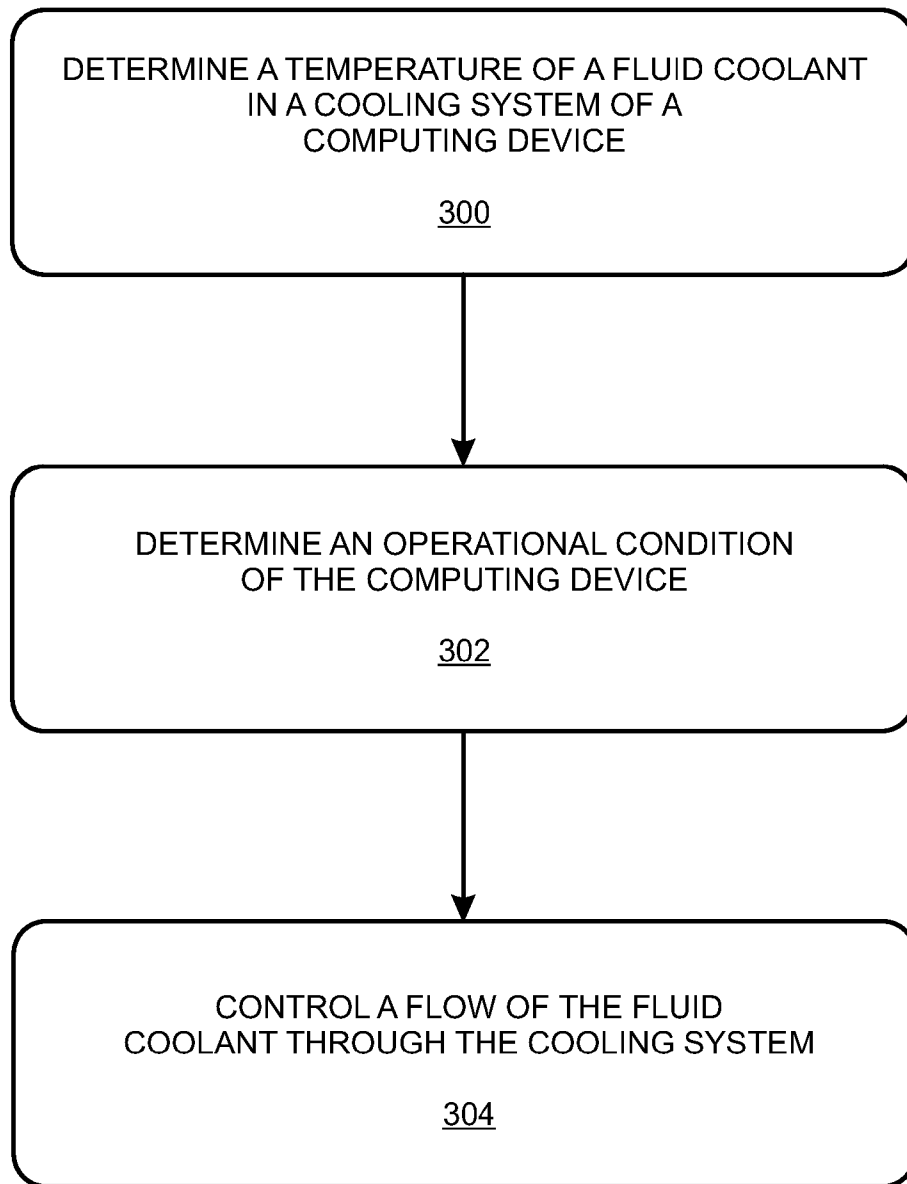 DETERMINE A TEMPERATURE OF A FLUID COOLANT
IN A COOLING SYSTEM OF A
COMPUTING DEVICE
300
DETERMINE AN OPERATIONAL CONDITION
OF THE COMPUTING DEVICE
302
CONTROL A FLOW OF THE FLUID
COOLANT THROUGH THE COOLING SYSTEM
304